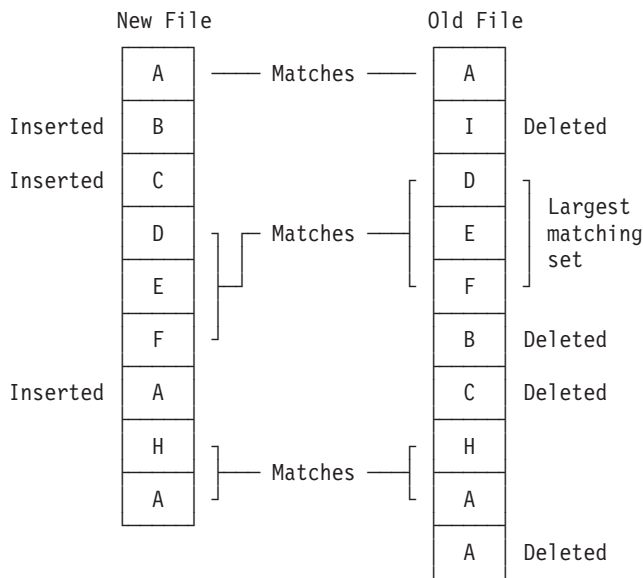 New File Old File
A Matches A
Inserted B I Deleted
Inserted C D
Largest
D Matches E matching
set
E F
F B Deleted
Inserted A C Deleted
H H
Matches
A A
A Deleted